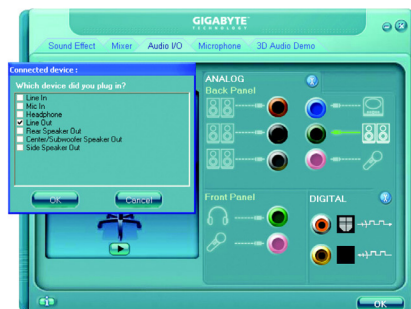 GIGABYTE
TECHNOLOGY
Sound Effect
Mixer
Audio I/O
Microphone
3D Audio Demo
Connected device :
Which device did you plug in?
Line In
Mic In
Headphone
Line Out
Rear Speaker Out
Center/Subwoofer Speaker Out
Side Speaker Out
OK
Cancel
ANALOG
Back Panel
Front Panel
DIGITAL
OK